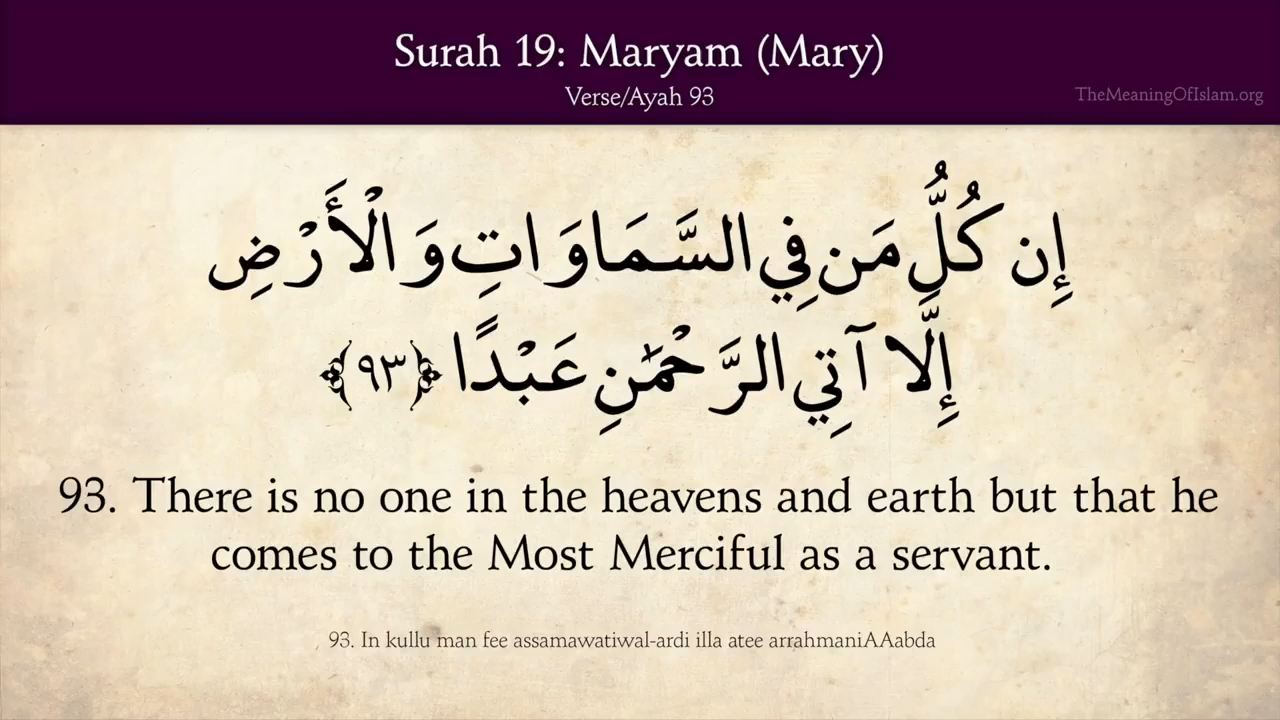 Surah 19: Maryam (Mary)
Verse/Ayah 93
TheMeaningOfIslam.org
إِن كُلُّ مَن فِي السَّمَاوَاتِ وَالْأَرْضِ
إِلَّا آتِي الرَّحْمَٰنِ عَبْدًا ﴿٩٣﴾
93. There is no one in the heavens and earth but that he
comes to the Most Merciful as a servant.
93. In kullu man fee assamawatiwal-ardi illa atee arrahmaniAAabda